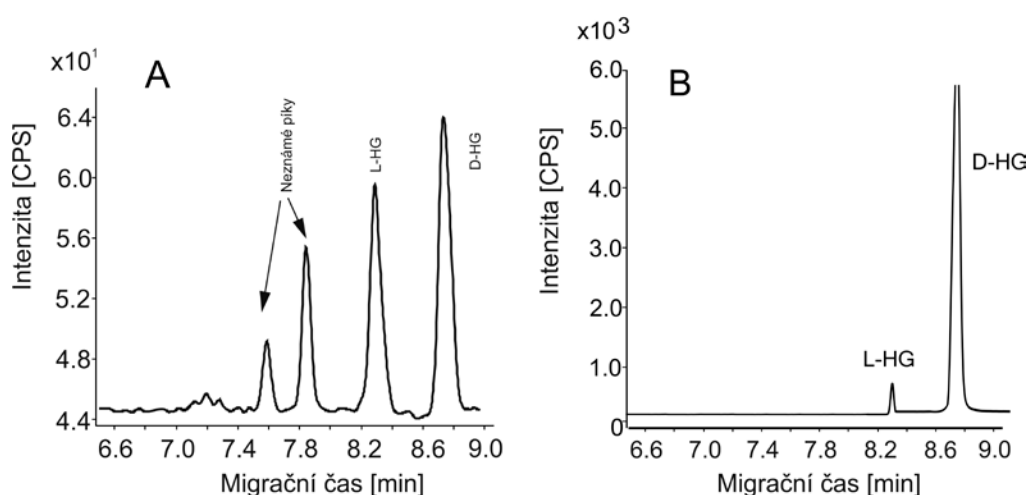 x10¹
A
Intenzita [CPS]
6.4
6.0
5.6
5.2
4.8
4.4
Neznámé píky
L-HG
D-HG
6.6 7.0 7.4 7.8 8.2 8.6 9.0
Migrační čas [min]
x10³
B
Intenzita [CPS]
6.0
5.0
4.0
3.0
2.0
1.0
0
L-HG
D-HG
6.6 7.0 7.4 7.8 8.2 8.6 9.0
Migrační čas [min]